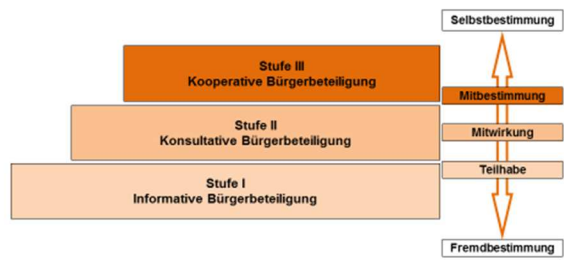 Selbstbestimmung
Stufe III
Kooperative Bürgerbeteiligung
Mitbestimmung
Stufe II
Konsultative Bürgerbeteiligung
Mitwirkung
Stufe I
Informative Bürgerbeteiligung
Teilhabe
Fremdbestimmung